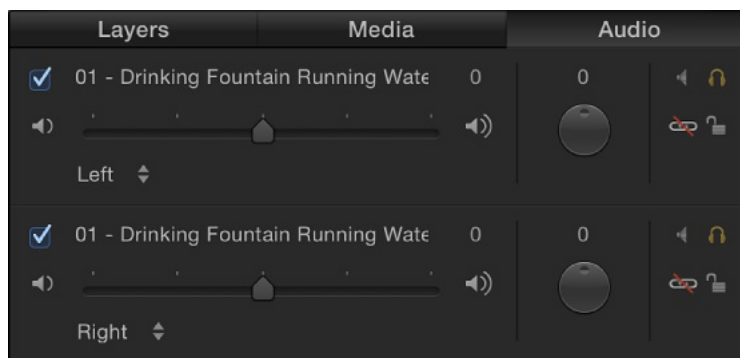 Layers Media Audio
01 - Drinking Fountain Running Wate 0 0
Left
01 - Drinking Fountain Running Wate 0 0
Right